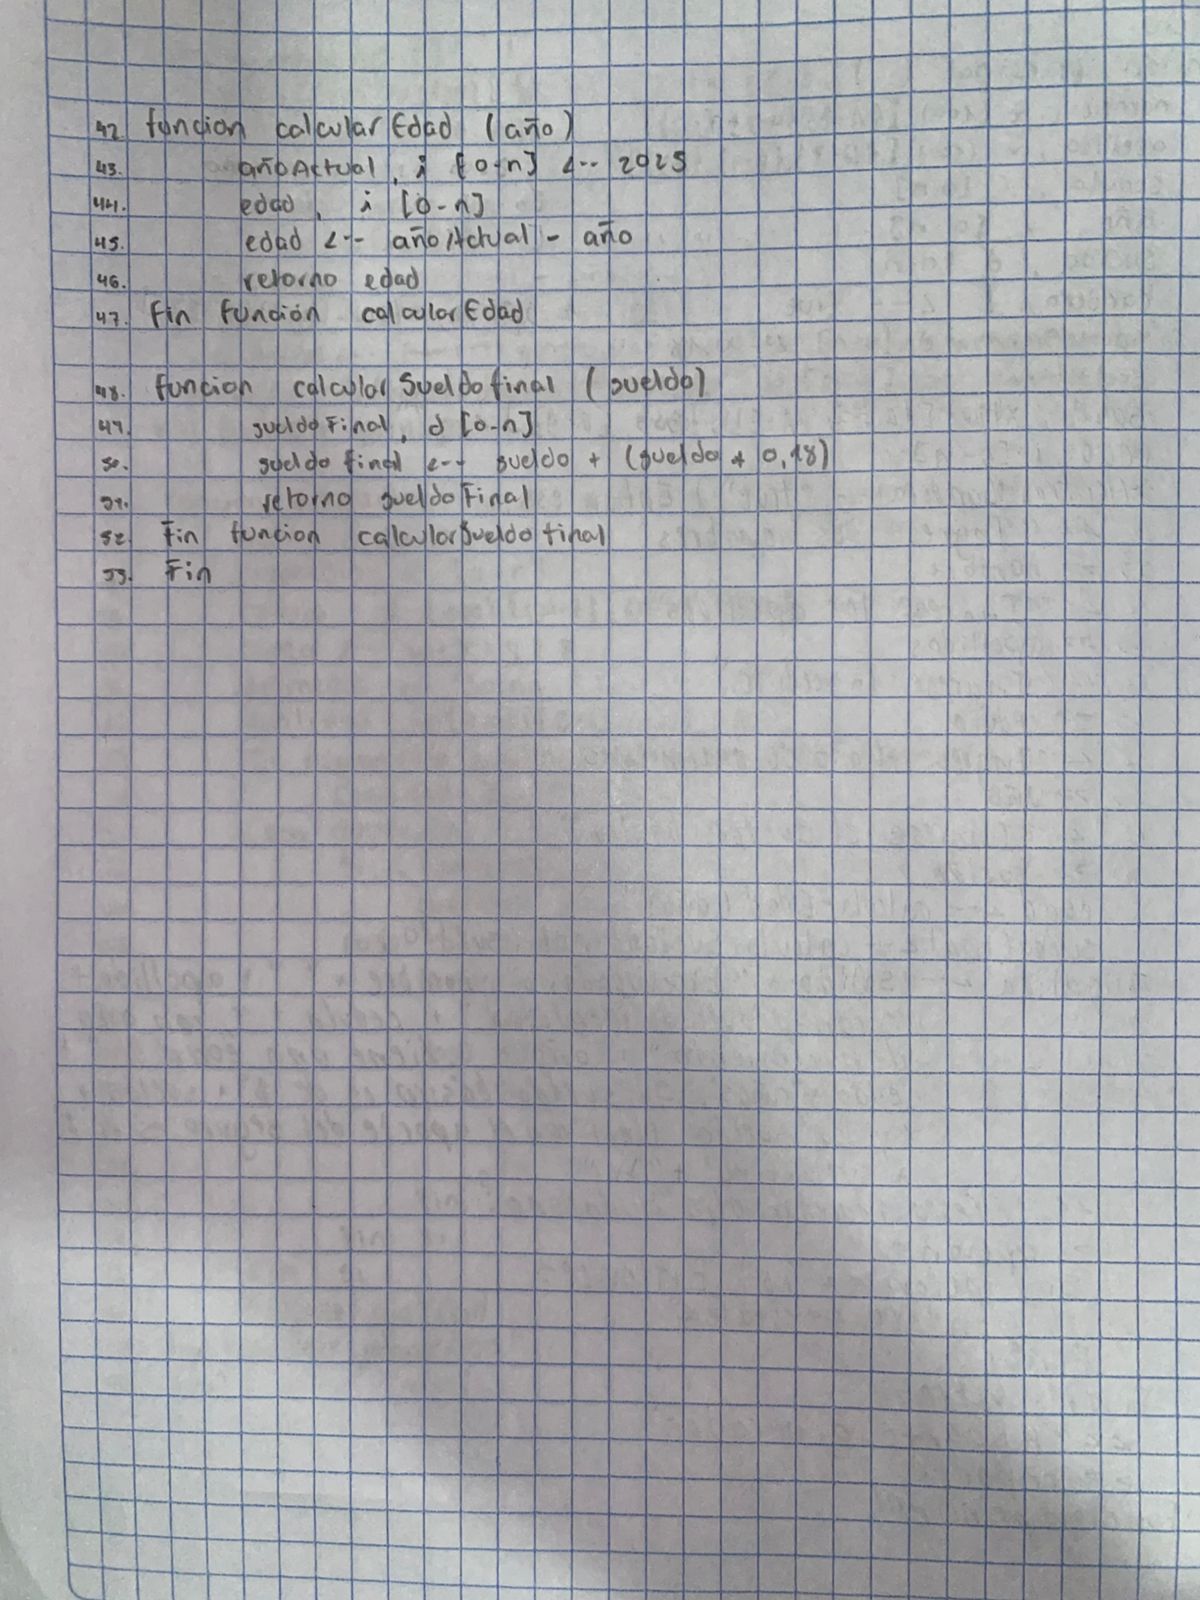 42. funcion calcularEdad (año)
43. añoActual, i [0-n] <-- 2025
44. edad, i [0-n]
45. edad <-- añoActual - año
46. retorno edad
47. Fin función calcularEdad
48. funcion calcularSueldofinal (sueldo)
49. sueldoFinal, d [0-n]
50. sueldo final <-- sueldo + (sueldo * 0,18)
51. retorno sueldoFinal
52. Fin funcion calcularSueldofinal
53. Fin